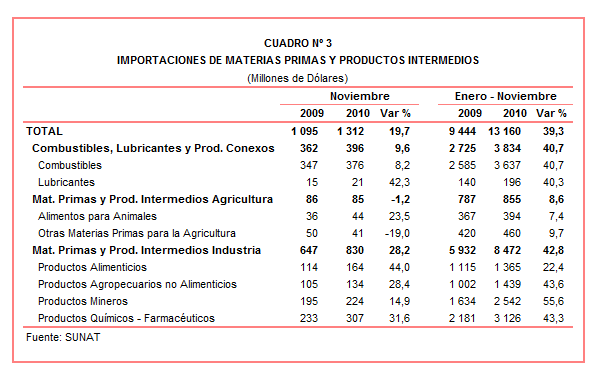 CUADRO Nº 3
IMPORTACIONES DE MATERIAS PRIMAS Y PRODUCTOS INTERMEDIOS
(Millones de Dólares)
Noviembre Enero - Noviembre
2009 2010 Var % 2009 2010 Var %
TOTAL 1 095 1 312 19,7 9 444 13 160 39,3
Combustibles, Lubricantes y Prod. Conexos 362 396 9,6 2 725 3 834 40,7
Combustibles 347 376 8,2 2 585 3 637 40,7
Lubricantes 15 21 42,3 140 196 40,3
Mat. Primas y Prod. Intermedios Agricultura 86 85 -1,2 787 855 8,6
Alimentos para Animales 36 44 23,5 367 394 7,4
Otras Materias Primas para la Agricultura 50 41 -19,0 420 460 9,7
Mat. Primas y Prod. Intermedios Industria 647 830 28,2 5 932 8 472 42,8
Productos Alimenticios 114 164 44,0 1 115 1 365 22,4
Productos Agropecuarios no Alimenticios 105 134 28,4 1 002 1 439 43,6
Productos Mineros 195 224 14,9 1 634 2 542 55,6
Productos Químicos - Farmacéuticos 233 307 31,6 2 181 3 126 43,3
Fuente: SUNAT